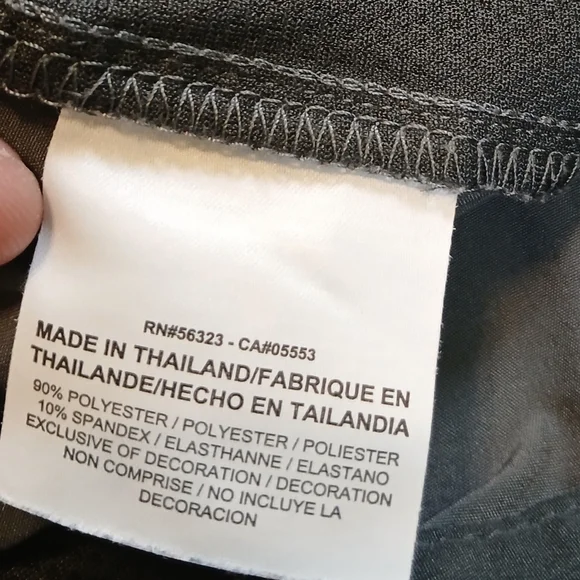 RN#56323 - CA#05553
MADE IN THAILAND/FABRIQUE EN
THAILANDE/HECHO EN TAILANDIA
90% POLYESTER / POLYESTER / POLIESTER
10% SPANDEX / ELASTHANNE / ELASTANO
EXCLUSIVE OF DECORATION / DECORATION
NON COMPRISE / NO INCLUYE LA
DECORACION